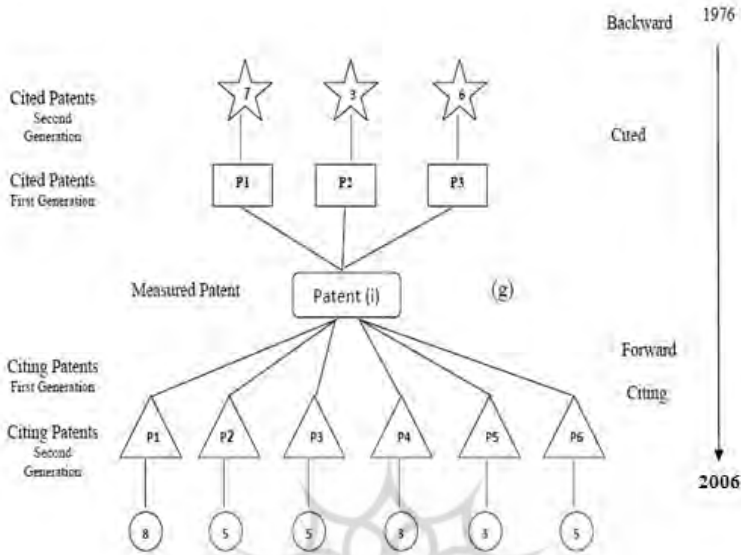 Backward 1976
7 3 6
Cited Patents
Second
Generation
Cited
P1 P2 P3
Cited Patents
First Generation
Measured Patent
Patent (i)
(g)
Forward
Citing Patents
First Generation
Citing
P1 P2 P3 P4 P5 P6
Citing Patents
Second
Generation
2006
8 5 5 3 3 5